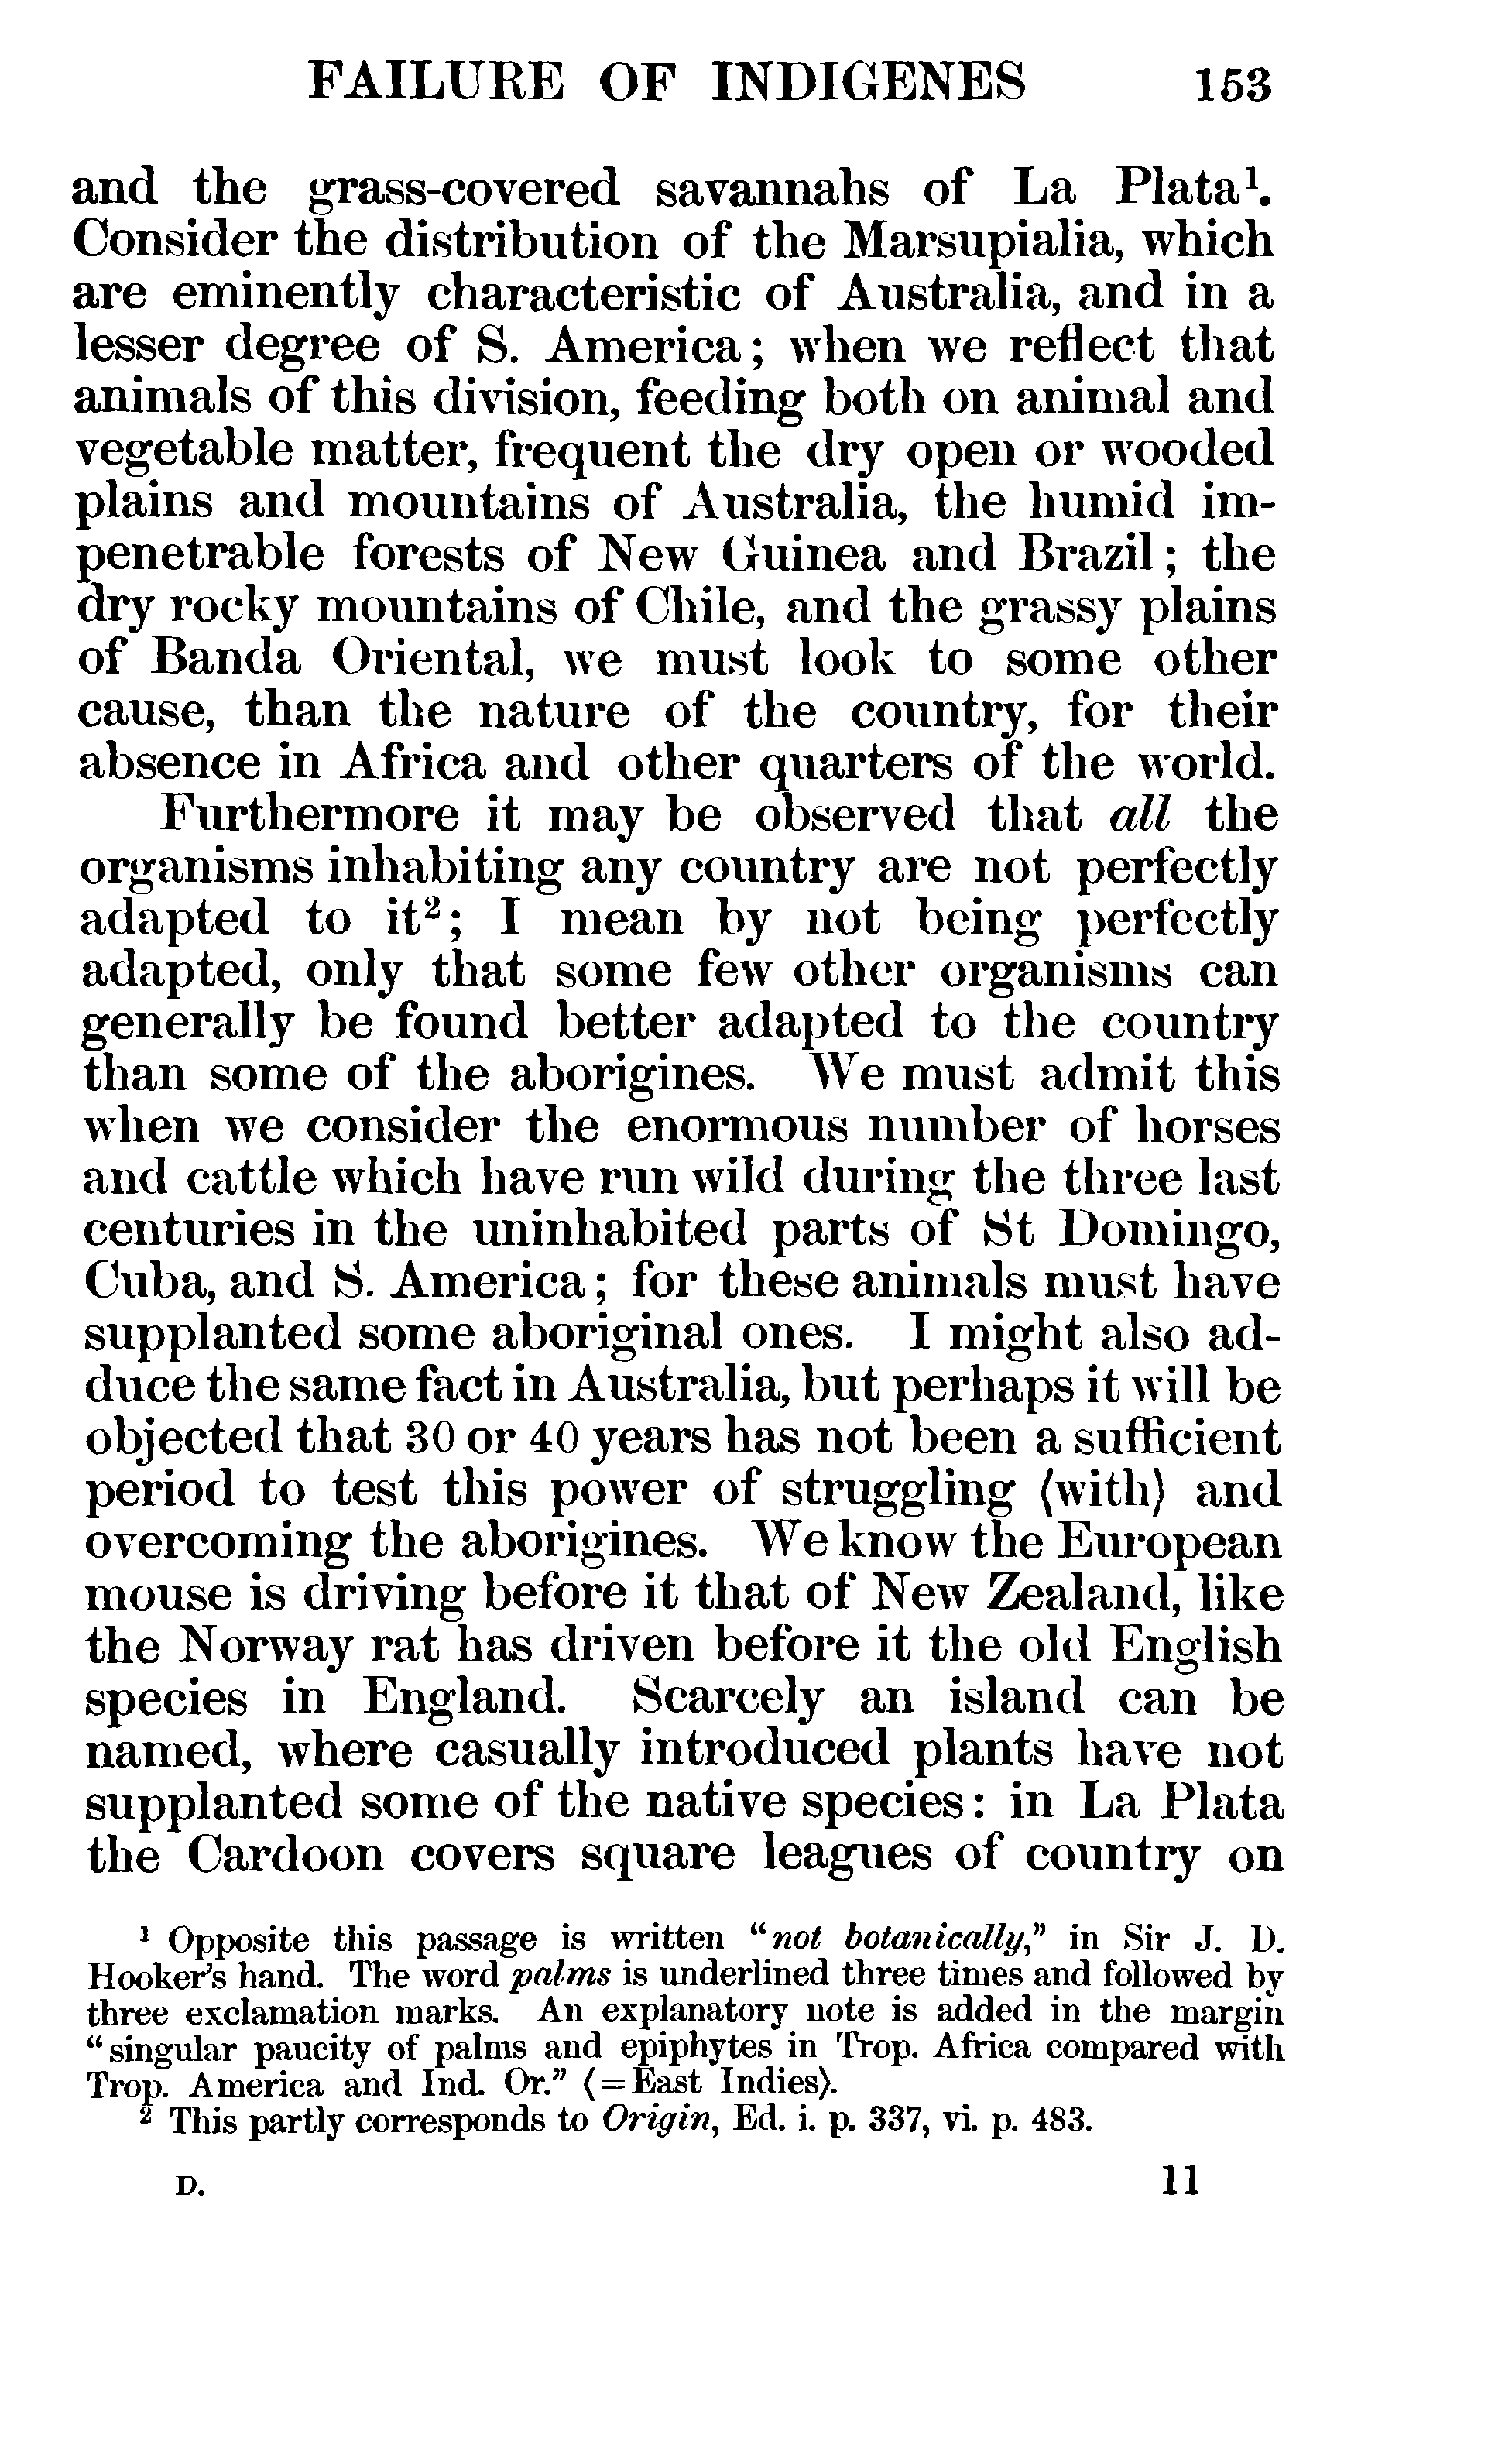 FAILURE OF INDIGENES 153
and the grass-covered savannahs of La Plata¹.
Consider the distribution of the Marsupialia, which
are eminently characteristic of Australia, and in a
lesser degree of S. America; when we reflect that
animals of this division, feeding both on animal and
vegetable matter, frequent the dry open or wooded
plains and mountains of Australia, the humid im-
penetrable forests of New Guinea and Brazil; the
dry rocky mountains of Chile, and the grassy plains
of Banda Oriental, we must look to some other
cause, than the nature of the country, for their
absence in Africa and other quarters of the world.
Furthermore it may be observed that all the
organisms inhabiting any country are not perfectly
adapted to it²; I mean by not being perfectly
adapted, only that some few other organisms can
generally be found better adapted to the country
than some of the aborigines. We must admit this
when we consider the enormous number of horses
and cattle which have run wild during the three last
centuries in the uninhabited parts of St Domingo,
Cuba, and S. America; for these animals must have
supplanted some aboriginal ones. I might also ad-
duce the same fact in Australia, but perhaps it will be
objected that 30 or 40 years has not been a sufficient
period to test this power of struggling ⟨with⟩ and
overcoming the aborigines. We know the European
mouse is driving before it that of New Zealand, like
the Norway rat has driven before it the old English
species in England. Scarcely an island can be
named, where casually introduced plants have not
supplanted some of the native species: in La Plata
the Cardoon covers square leagues of country on
¹ Opposite this passage is written "not botanically," in Sir J. D.
Hooker's hand. The word palms is underlined three times and followed by
three exclamation marks. An explanatory note is added in the margin
"singular paucity of palms and epiphytes in Trop. Africa compared with
Trop. America and Ind. Or." ⟨=East Indies⟩.
² This partly corresponds to Origin, Ed. i. p. 337, vi. p. 483.
D. 11